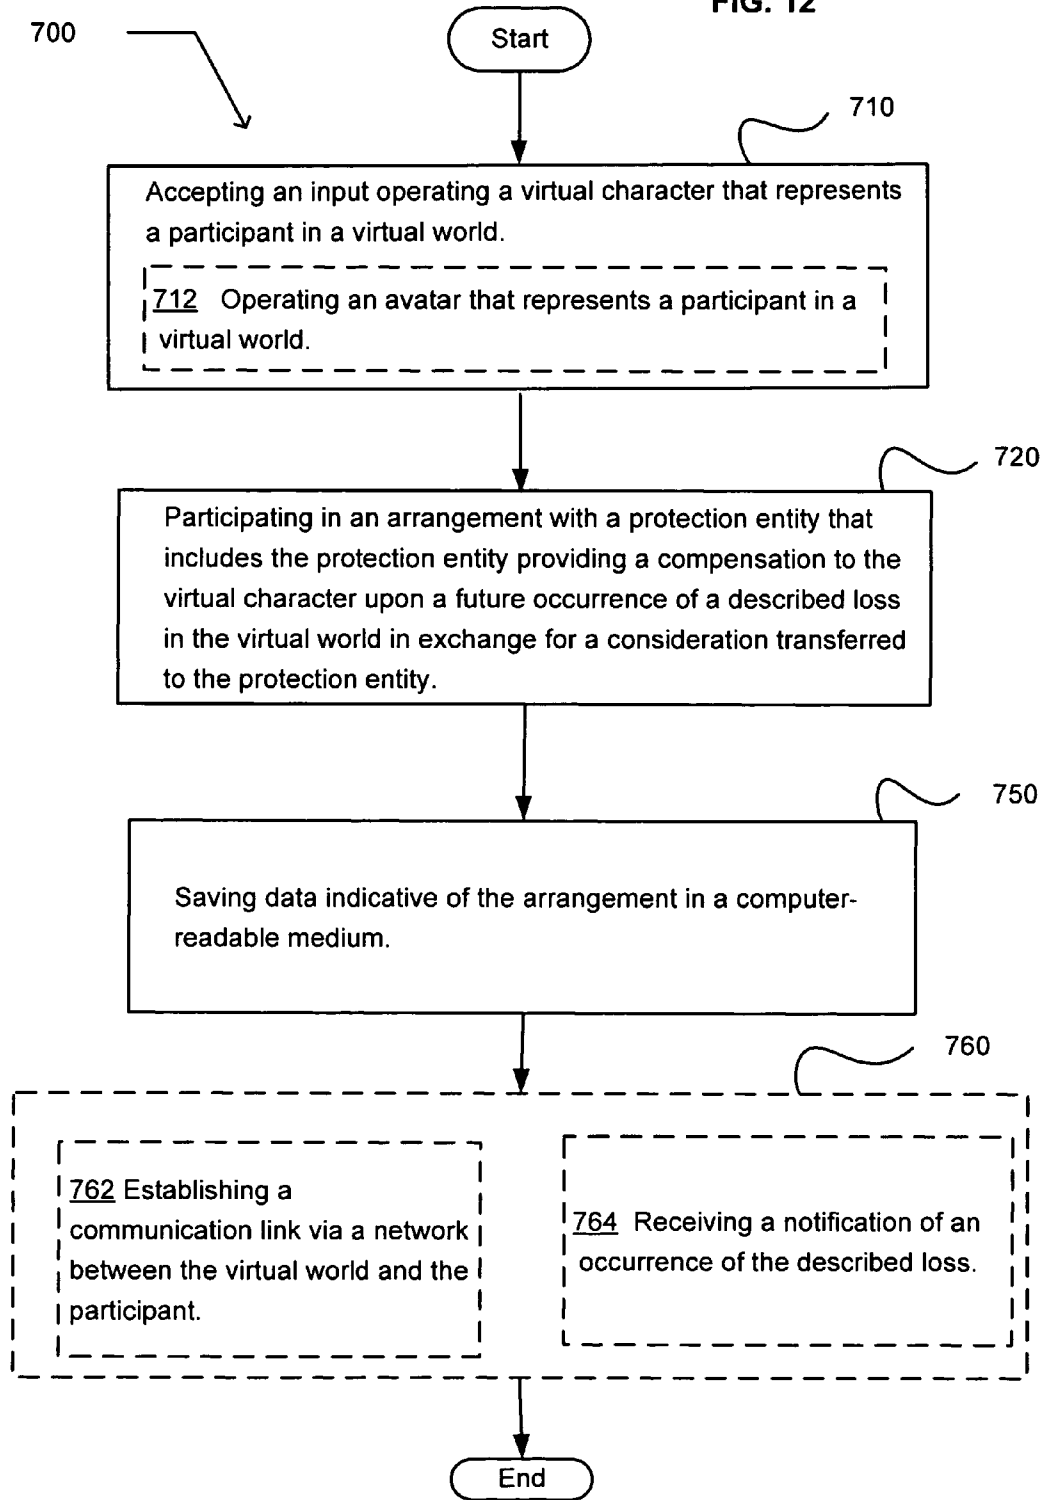 FIG. 12
700
Start
710
Accepting an input operating a virtual character that represents
a participant in a virtual world.
712 Operating an avatar that represents a participant in a
virtual world.
720
Participating in an arrangement with a protection entity that
includes the protection entity providing a compensation to the
virtual character upon a future occurrence of a described loss
in the virtual world in exchange for a consideration transferred
to the protection entity.
750
Saving data indicative of the arrangement in a computer-
readable medium.
760
762 Establishing a
communication link via a network
between the virtual world and the
participant.
764 Receiving a notification of an
occurrence of the described loss.
End